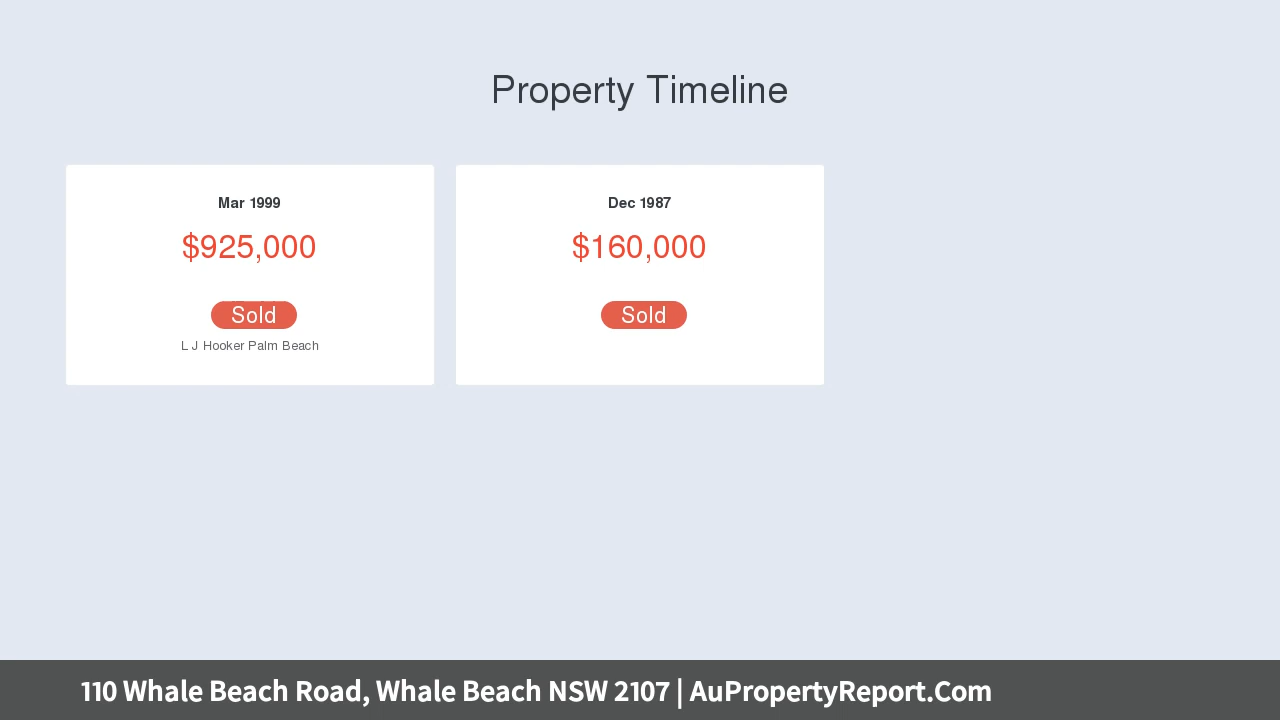 Property Timeline
Mar 1999
$925,000
Sold
L J Hooker Palm Beach
Dec 1987
$160,000
Sold
110 Whale Beach Road, Whale Beach NSW 2107 | AuPropertyReport.Com